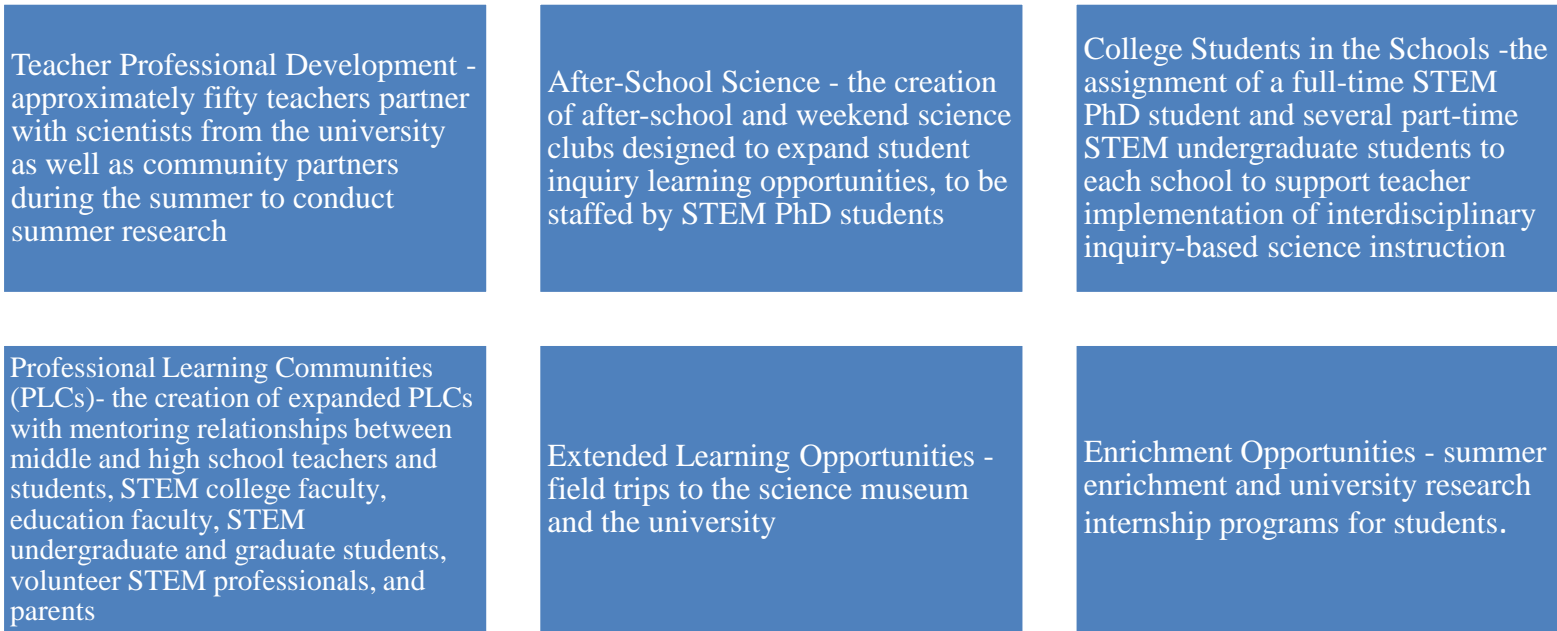 Teacher Professional Development -
approximately fifty teachers partner
with scientists from the university
as well as community partners
during the summer to conduct
summer research
After-School Science - the creation
of after-school and weekend science
clubs designed to expand student
inquiry learning opportunities, to be
staffed by STEM PhD students
College Students in the Schools -the
assignment of a full-time STEM
PhD student and several part-time
STEM undergraduate students to
each school to support teacher
implementation of interdisciplinary
inquiry-based science instruction
Professional Learning Communities
(PLCs)- the creation of expanded PLCs
with mentoring relationships between
middle and high school teachers and
students, STEM college faculty,
education faculty, STEM
undergraduate and graduate students,
volunteer STEM professionals, and
parents
Extended Learning Opportunities -
field trips to the science museum
and the university
Enrichment Opportunities - summer
enrichment and university research
internship programs for students.